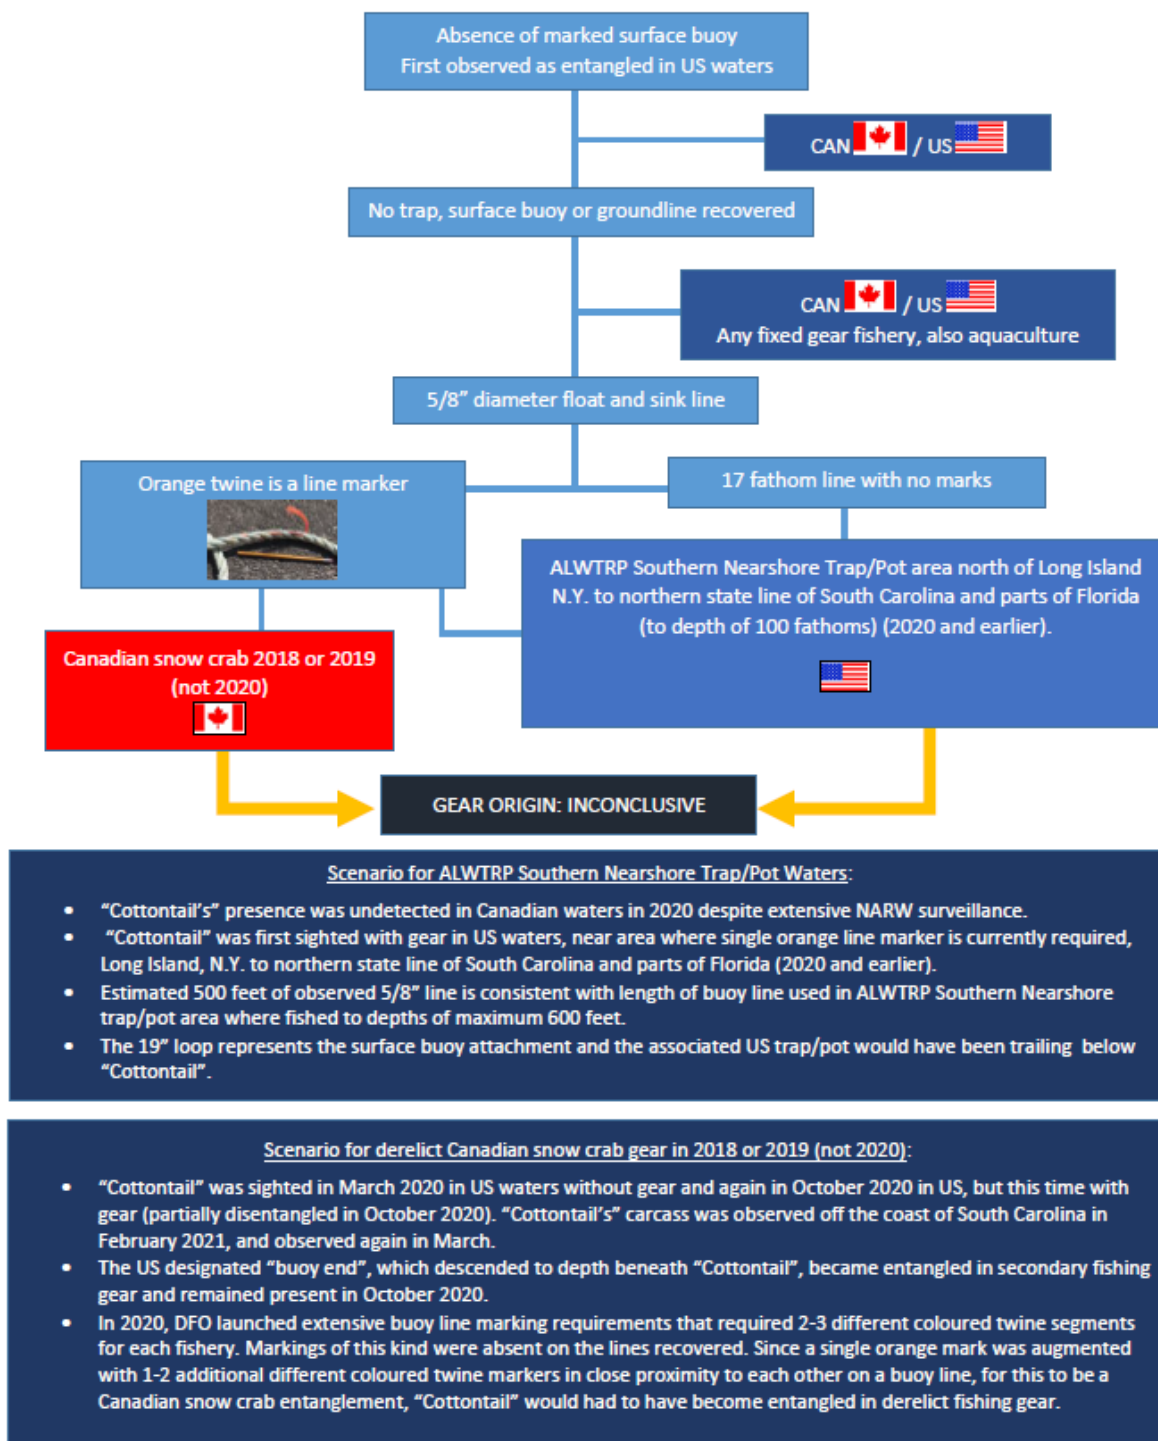 Absence of marked surface buoy
First observed as entangled in US waters
CAN / US
No trap, surface buoy or groundline recovered
CAN / US
Any fixed gear fishery, also aquaculture
5/8” diameter float and sink line
Orange twine is a line marker
17 fathom line with no marks
ALWTRP Southern Nearshore Trap/Pot area north of Long Island
N.Y. to northern state line of South Carolina and parts of Florida
(to depth of 100 fathoms) (2020 and earlier).
Canadian snow crab 2018 or 2019
(not 2020)
GEAR ORIGIN: INCONCLUSIVE
Scenario for ALWTRP Southern Nearshore Trap/Pot Waters:
• “Cottontail’s” presence was undetected in Canadian waters in 2020 despite extensive NARW surveillance.
• “Cottontail” was first sighted with gear in US waters, near area where single orange line marker is currently required,
Long Island, N.Y. to northern state line of South Carolina and parts of Florida (2020 and earlier).
• Estimated 500 feet of observed 5/8” line is consistent with length of buoy line used in ALWTRP Southern Nearshore
trap/pot area where fished to depths of maximum 600 feet.
• The 19” loop represents the surface buoy attachment and the associated US trap/pot would have been trailing below
“Cottontail”.
Scenario for derelict Canadian snow crab gear in 2018 or 2019 (not 2020):
• “Cottontail” was sighted in March 2020 in US waters without gear and again in October 2020 in US, but this time with
gear (partially disentangled in October 2020). “Cottontail’s” carcass was observed off the coast of South Carolina in
February 2021, and observed again in March.
• The US designated “buoy end”, which descended to depth beneath “Cottontail”, became entangled in secondary fishing
gear and remained present in October 2020.
• In 2020, DFO launched extensive buoy line marking requirements that required 2-3 different coloured twine segments
for each fishery. Markings of this kind were absent on the lines recovered. Since a single orange mark was augmented
with 1-2 additional different coloured twine markers in close proximity to each other on a buoy line, for this to be a
Canadian snow crab entanglement, “Cottontail” would had to have become entangled in derelict fishing gear.